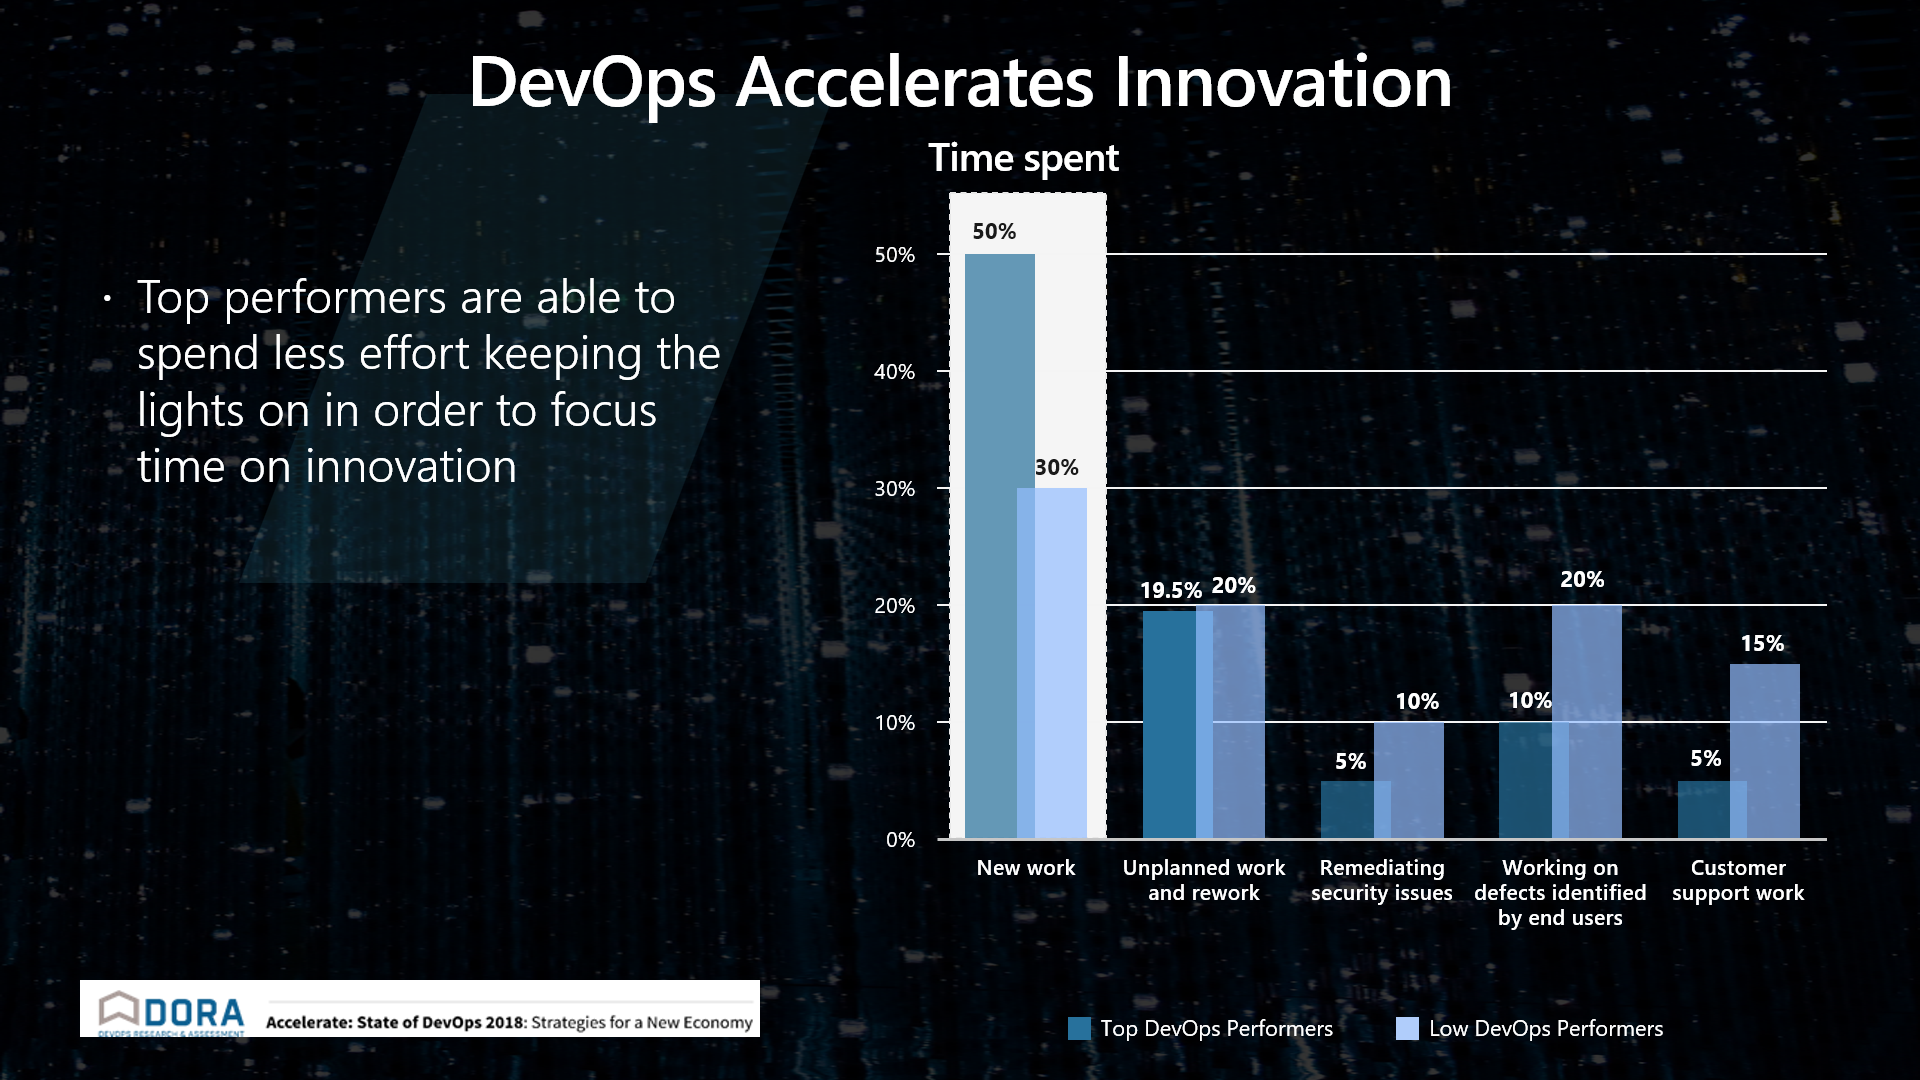 DevOps Accelerates Innovation
• Top performers are able to
spend less effort keeping the
lights on in order to focus
time on innovation
Time spent
50%
40%
30%
20%
10%
0%
50%
30%
19.5%
20%
5%
10%
10%
20%
5%
15%
New work
Unplanned work
and rework
Remediating
security issues
Working on
defects identified
by end users
Customer
support work
Top DevOps Performers
Low DevOps Performers
DORA
DEVOPS RESEARCH & ASSESSMENT
Accelerate: State of DevOps 2018: Strategies for a New Economy